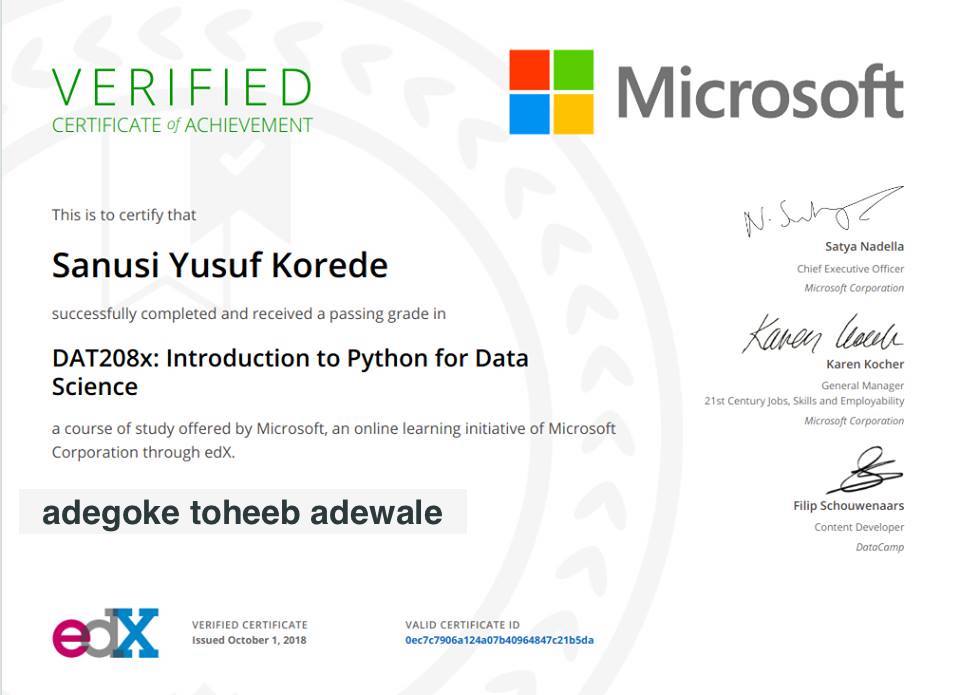 VERIFIED
CERTIFICATE of ACHIEVEMENT
Microsoft
This is to certify that
Sanusi Yusuf Korede
successfully completed and received a passing grade in
DAT208x: Introduction to Python for Data
Science
a course of study offered by Microsoft, an online learning initiative of Microsoft
Corporation through edX.
adegoke toheeb adewale
Satya Nadella
Chief Executive Officer
Microsoft Corporation
Karen Kocher
General Manager
21st Century Jobs, Skills and Employability
Microsoft Corporation
Filip Schouwenaars
Content Developer
DataCamp
edX
VERIFIED CERTIFICATE
Issued October 1, 2018
VALID CERTIFICATE ID
0ec7c7906a124a07b40964847c21b5da